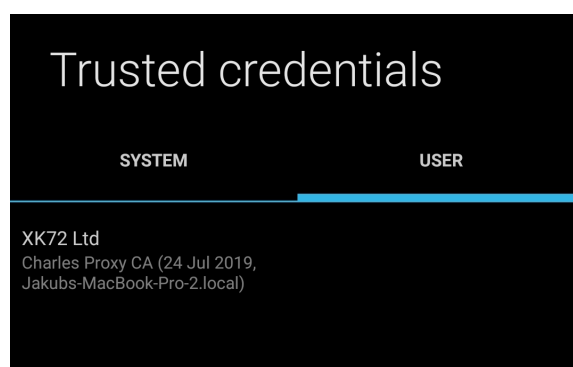 Trusted credentials
SYSTEM
USER
XK72 Ltd
Charles Proxy CA (24 Jul 2019,
Jakubs-MacBook-Pro-2.local)